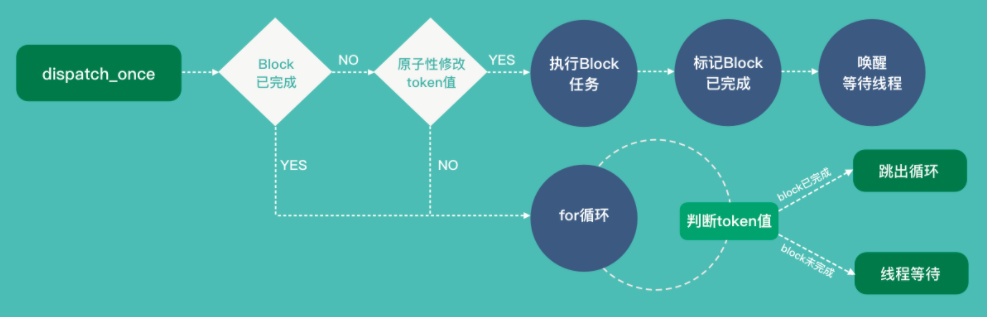 dispatch_once
Block
已完成
NO
原子性修改
token值
YES
执行Block
任务
标记Block
已完成
唤醒
等待线程
YES
NO
for循环
判断token值
block已完成
跳出循环
block未完成
线程等待